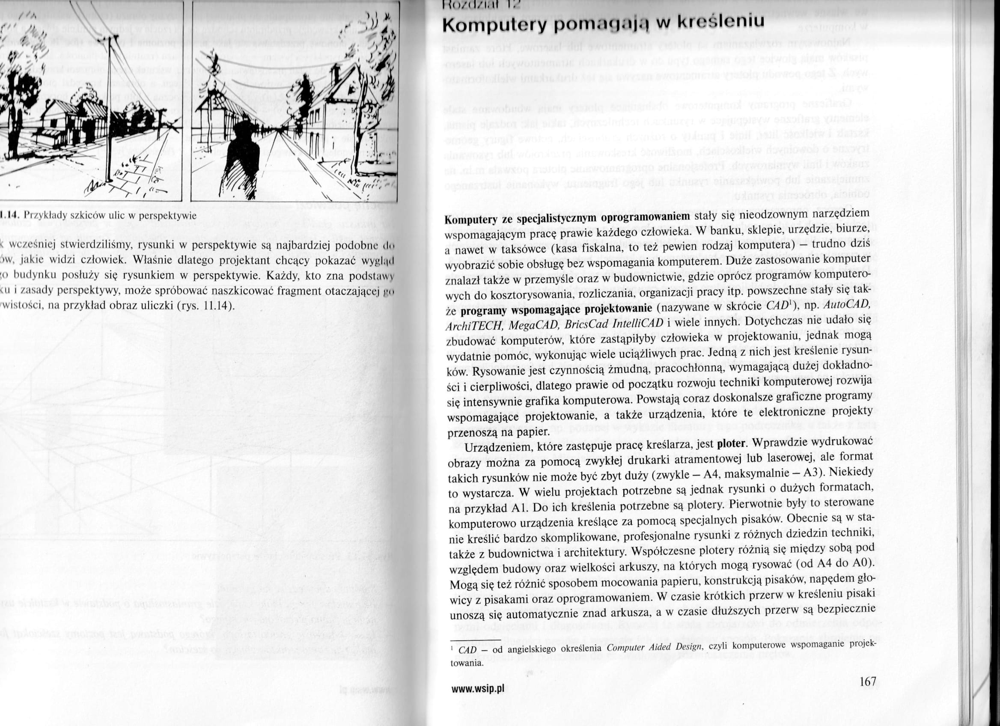 1.14. Przykłady szkiców ulic w perspektywie
wcześniej stwierdziliśmy, rysunki w perspektywie są najbardziej podobne do
jakie widzi człowiek. Właśnie dlatego projektant chcący pokazać wygląd
budynku posłuży się rysunkiem w perspektywie. Każdy, kto zna podstawy
i zasady perspektywy, może spróbować naszkicować fragment otaczającej go
wistości, na przykład obraz uliczki (rys. 11.14).
Rozdział 12
Komputery pomagają w kreśleniu
Komputery ze specjalistycznym oprogramowaniem stały się nieodzownym narzędziem
wspomagającym pracę prawie każdego człowieka. W banku, sklepie, urzędzie, biurze,
a nawet w taksówce (kasa fiskalna, to też pewien rodzaj komputera) – trudno dziś
wyobrazić sobie obsługę bez wspomagania komputerem. Duże zastosowanie komputer
znalazł także w przemyśle oraz w budownictwie, gdzie oprócz programów komputero-
wych do kosztorysowania, rozliczania, organizacji pracy itp. powszechne stały się tak-
że programy wspomagające projektowanie (nazywane w skrócie CAD¹), np. AutoCAD,
ArchiTECH, MegaCAD, BricsCad IntelliCAD i wiele innych. Dotychczas nie udało się
zbudować komputerów, które zastąpiłyby człowieka w projektowaniu, jednak mogą
wydatnie pomóc, wykonując wiele uciążliwych prac. Jedną z nich jest kreślenie rysun-
ków. Rysowanie jest czynnością żmudną, pracochłonną, wymagającą dużej dokładno-
ści i cierpliwości, dlatego prawie od początku rozwoju techniki komputerowej rozwija
się intensywnie grafika komputerowa. Powstają coraz doskonalsze graficzne programy
wspomagające projektowanie, a także urządzenia, które te elektroniczne projekty
przenoszą na papier.
Urządzeniem, które zastępuje pracę kreślarza, jest ploter. Wprawdzie wydrukować
obrazy można za pomocą zwykłej drukarki atramentowej lub laserowej, ale format
takich rysunków nie może być zbyt duży (zwykle – A4, maksymalnie – A3). Niekiedy
to wystarcza. W wielu projektach potrzebne są jednak rysunki o dużych formatach,
na przykład A1. Do ich kreślenia potrzebne są plotery. Pierwotnie były to sterowane
komputerowo urządzenia kreślące za pomocą specjalnych pisaków. Obecnie są w sta-
nie kreślić bardzo skomplikowane, profesjonalne rysunki z różnych dziedzin techniki,
także z budownictwa i architektury. Współczesne plotery różnią się między sobą pod
względem budowy oraz wielkości arkuszy, na których mogą rysować (od A4 do A0).
Mogą się też różnić sposobem mocowania papieru, konstrukcją pisaków, napędem gło-
wicy z pisakami oraz oprogramowaniem. W czasie krótkich przerw w kreśleniu pisaki
unoszą się automatycznie znad arkusza, a w czasie dłuższych przerw są bezpiecznie
¹ CAD – od angielskiego określenia Computer Aided Design, czyli komputerowe wspomaganie projek-
towania.
www.wsip.pl
167